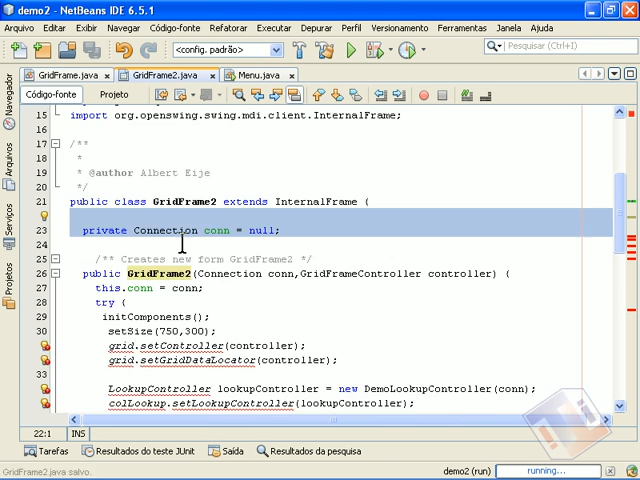 demo2 - NetBeans IDE 6.5.1
Arquivo Editar Exibir Navegar Código-fonte Refatorar Executar Depurar Perfil Versionamento Ferramentas Janela Ajuda
<config. padrão> Pesquisar (Ctrl+I)
GridFrame.java GridFrame2.java Menu.java
Código-fonte Projeto
Navegador
Arquivos
Serviços
Projetos
15 import org.openswing.swing.mdi.client.InternalFrame;
16
17 /**
18 *
19 * @author Albert Eije
20 */
21 public class GridFrame2 extends InternalFrame {
23 private Connection conn = null;
24
25 /** Creates new form GridFrame2 */
26 public GridFrame2(Connection conn,GridFrameController controller) {
27 this.conn = conn;
28 try {
29 initComponents();
30 setSize(750,300);
grid.setController(controller);
grid.setGridDataLocator(controller);
33
LookupController lookupController = new DemoLookupController(conn);
colLookup.setLookupController(lookupController);
22:1 INS
Tarefas Resultados do teste JUnit Saída Resultados da pesquisa
GridFrame2.java salvo. demo2 (run) running...